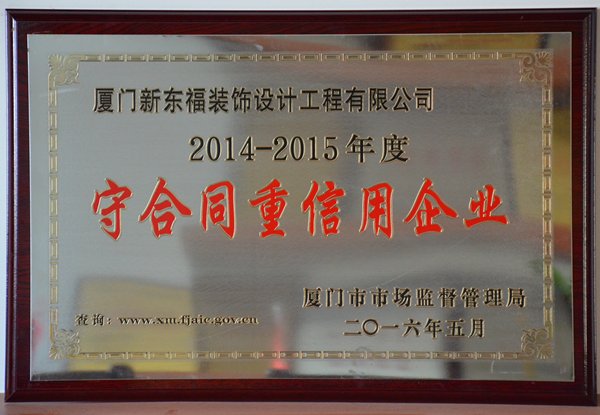 厦门新东福装饰设计工程有限公司
2014-2015年度
守合同重信用企业
厦门市市场监督管理局
查询：www.xm.fjaic.gov.cn
二〇一六年五月